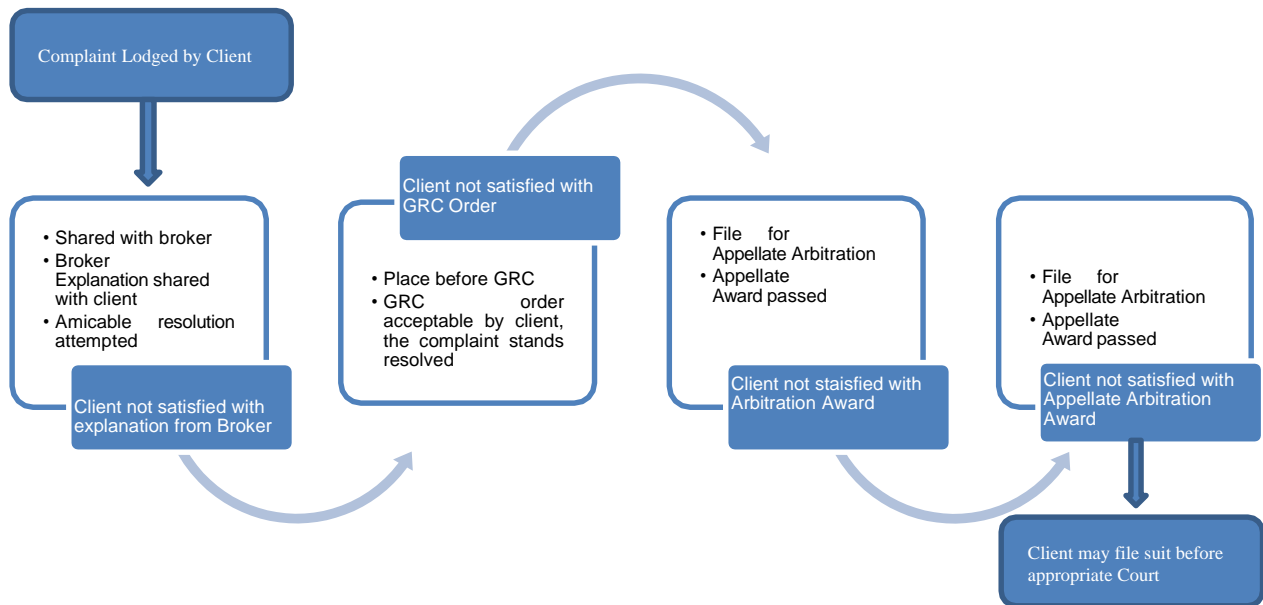 Complaint Lodged by Client
• Shared with broker
• Broker
Explanation shared
with client
• Amicable resolution
attempted
Client not satisfied with
explanation from Broker
Client not satisfied with
GRC Order
• Place before GRC
• GRC order
acceptable by client,
the complaint stands
resolved
• File for
Appellate Arbitration
• Appellate
Award passed
Client not staisfied with
Arbitration Award
• File for
Appellate Arbitration
• Appellate
Award passed
Client not satisfied with
Appellate Arbitration
Award
Client may file suit before
appropriate Court